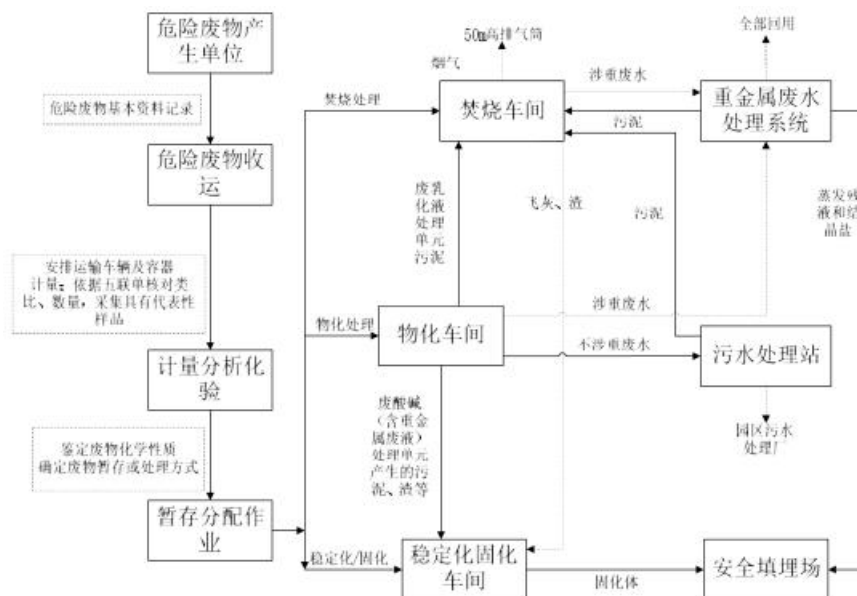 危险废物产
生单位
危险废物基本资料记录
危险废物收
运
安排运输车辆及容器
计量：依据五联单核对类
比、数量，采集具有代表性
样品
计量分析化
验
鉴定废物化学性质
确定废物暂存或处理方式
暂存分配作
业
焚烧处理
物化处理
稳定化/固化
50m高排气筒
烟气
焚烧车间
涉重废水
污泥
全部回用
重金属废水
处理系统
废乳
化液
处理
单元
污泥
飞灰、渣
污泥
蒸发残
液和结
晶盐
物化车间
涉重废水
不涉重废水
污水处理站
园区污水
处理厂
废酸碱
（含重金
属废液）
处理单元
产生的污
泥、渣等
稳定化固化
车间
固化体
安全填埋场